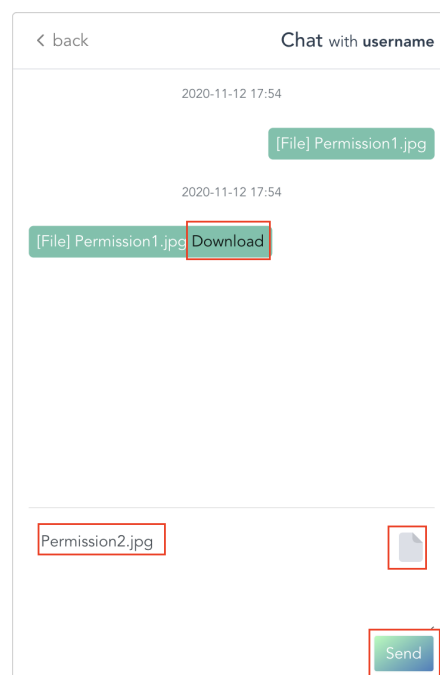 < back Chat with username
2020-11-12 17:54
[File] Permission1.jpg
2020-11-12 17:54
[File] Permission1.jpg Download
Permission2.jpg
Send